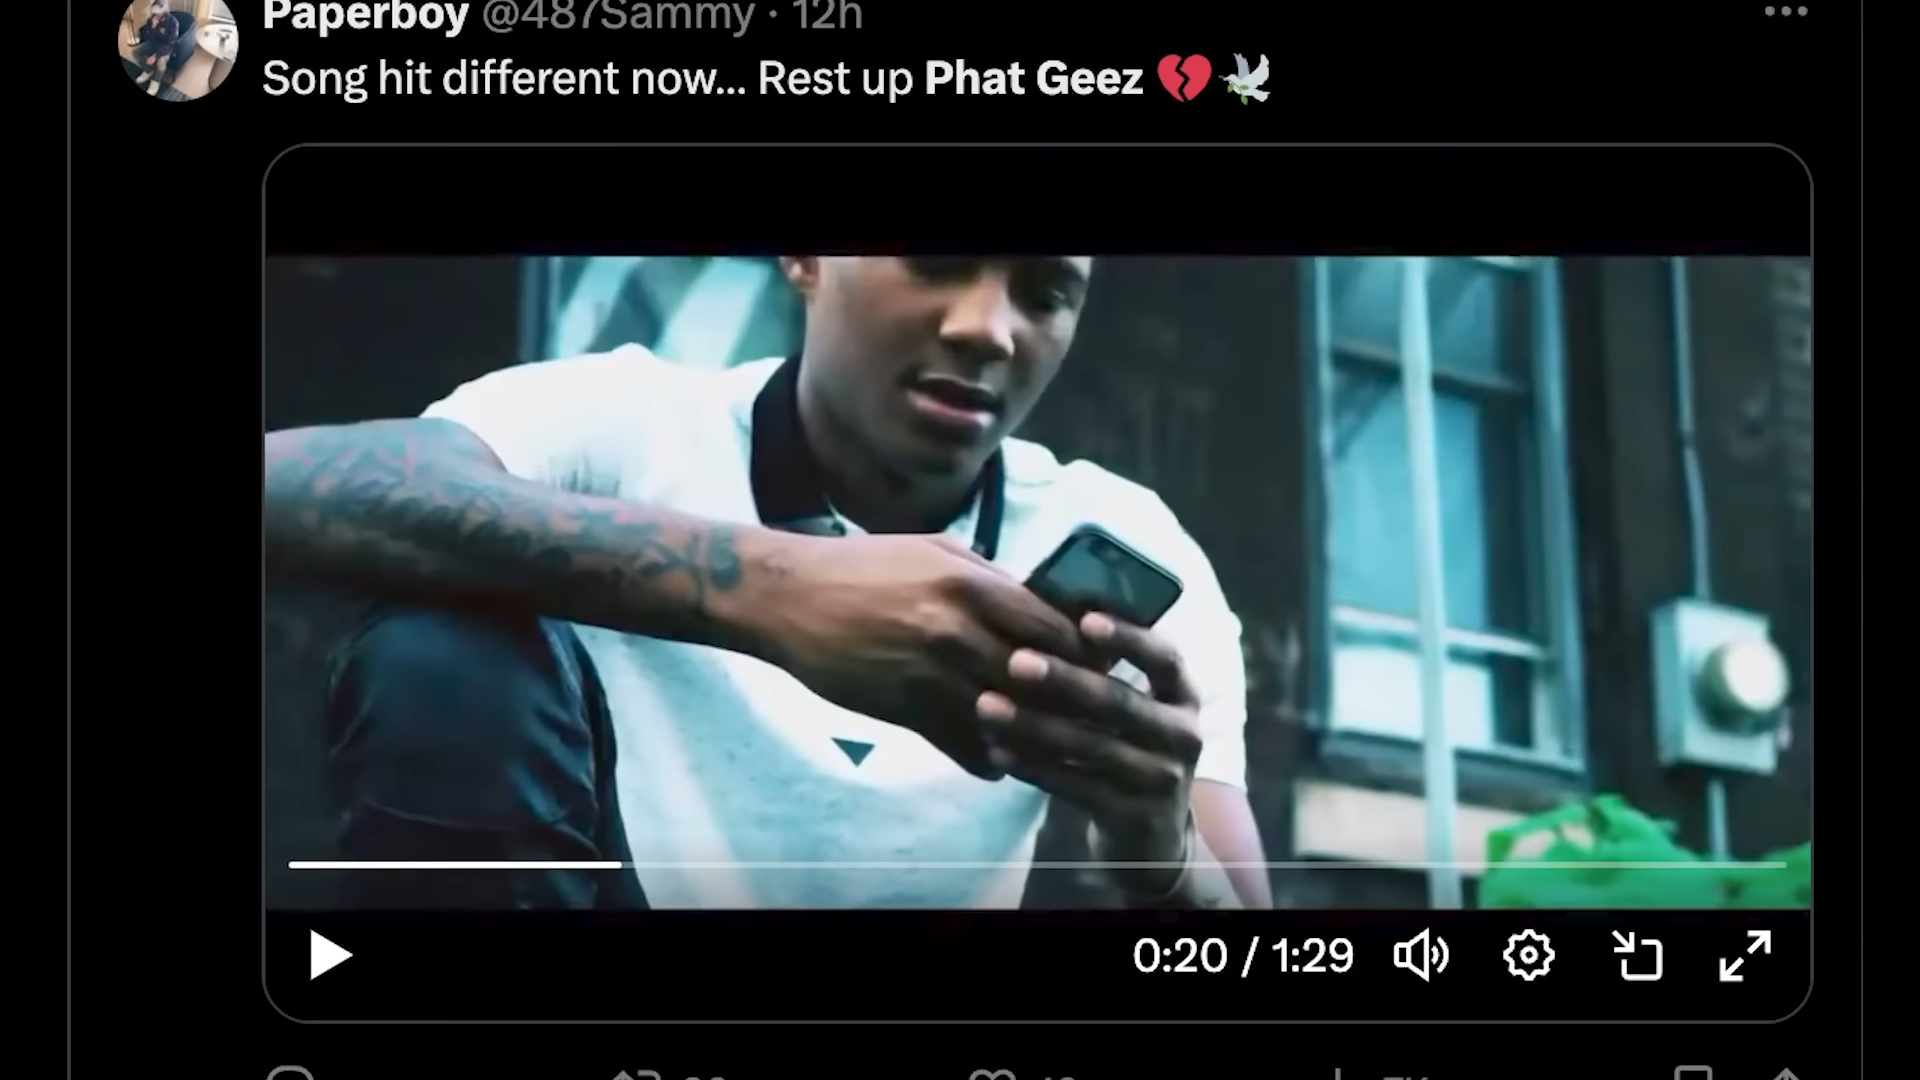 Paperboy @487Sammy · 12h
Song hit different now... Rest up Phat Geez 💔🕊️
0:20 / 1:29